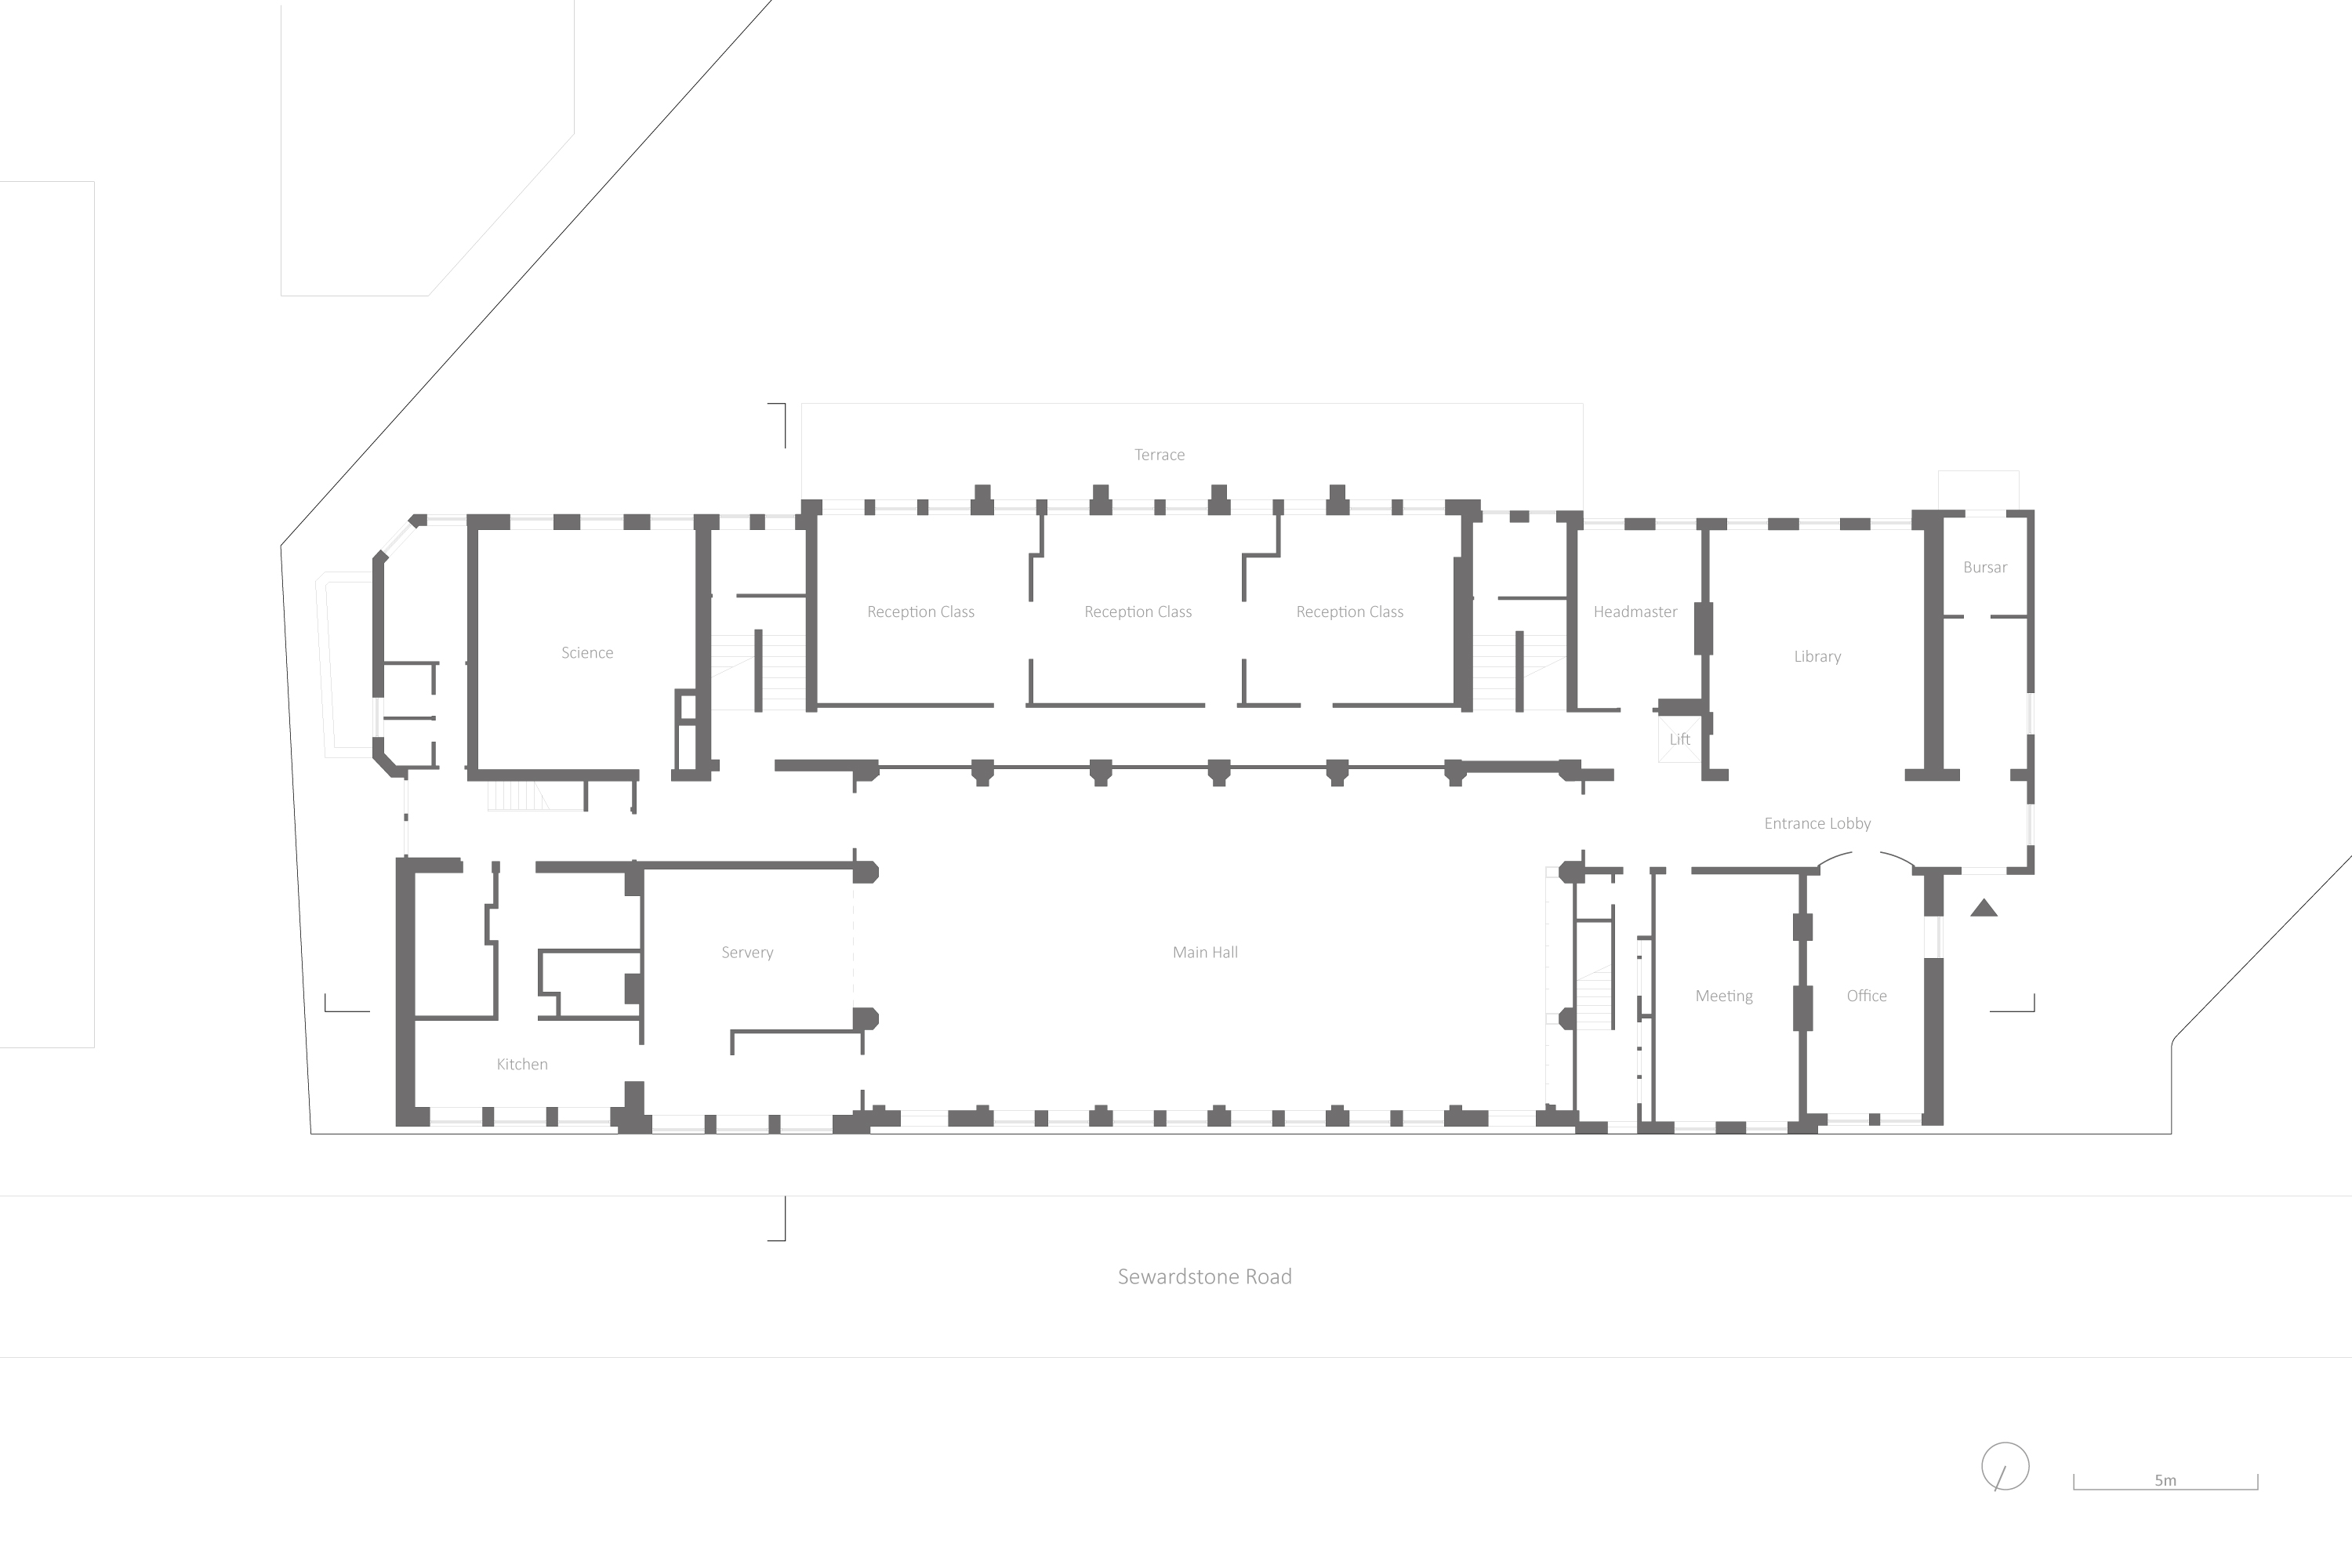 Terrace
Bursar
Reception Class
Reception Class
Reception Class
Headmaster
Science
Library
Lift
Entrance Lobby
Servery
Main Hall
Meeting
Office
Kitchen
Sewardstone Road
5m